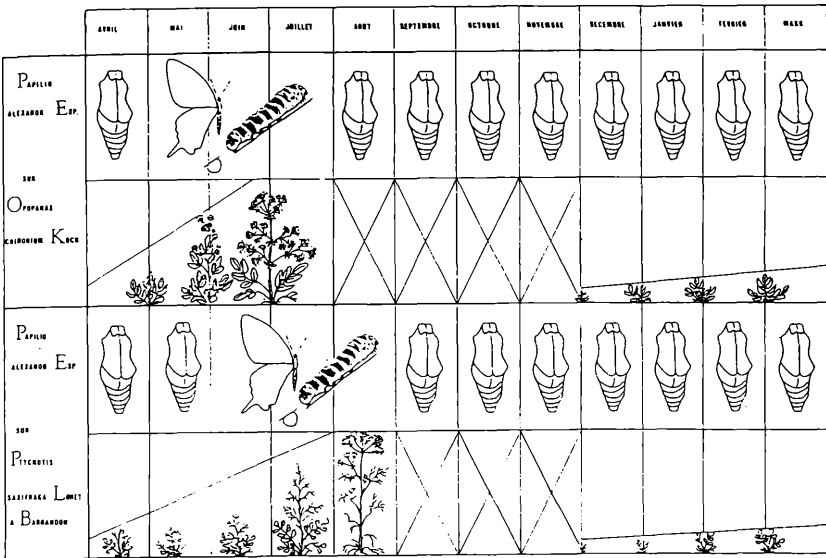 AVRIL MAI JUIN JUILLET AOUT SEPTEMBRE OCTOBRE NOVEMBRE DECEMBRE JANVIER FEVRIER MARS
PAPILIO
ALEXANOR ESP.
SUR
OPOPANAX
CHIRONIUM KOCH
PAPILIO
ALEXANOR ESP
SUR
PTYCHOTIS
SAXIFRAGA LORET
& BARRANDON